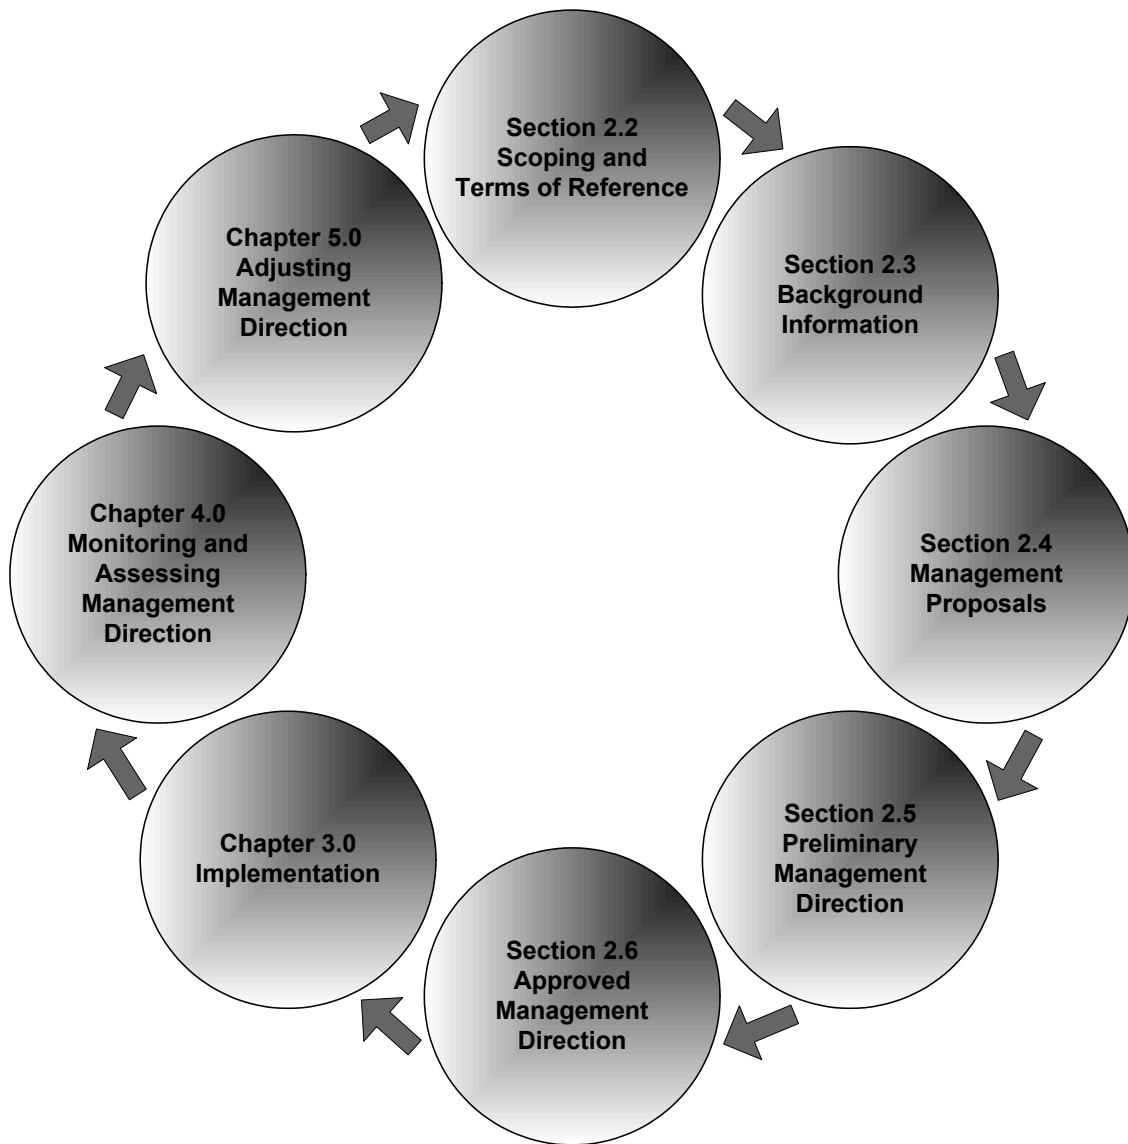 Section 2.2
Scoping and
Terms of Reference
Section 2.3
Background
Information
Section 2.4
Management
Proposals
Section 2.5
Preliminary
Management
Direction
Section 2.6
Approved
Management
Direction
Chapter 3.0
Implementation
Chapter 4.0
Monitoring and
Assessing
Management
Direction
Chapter 5.0
Adjusting
Management
Direction